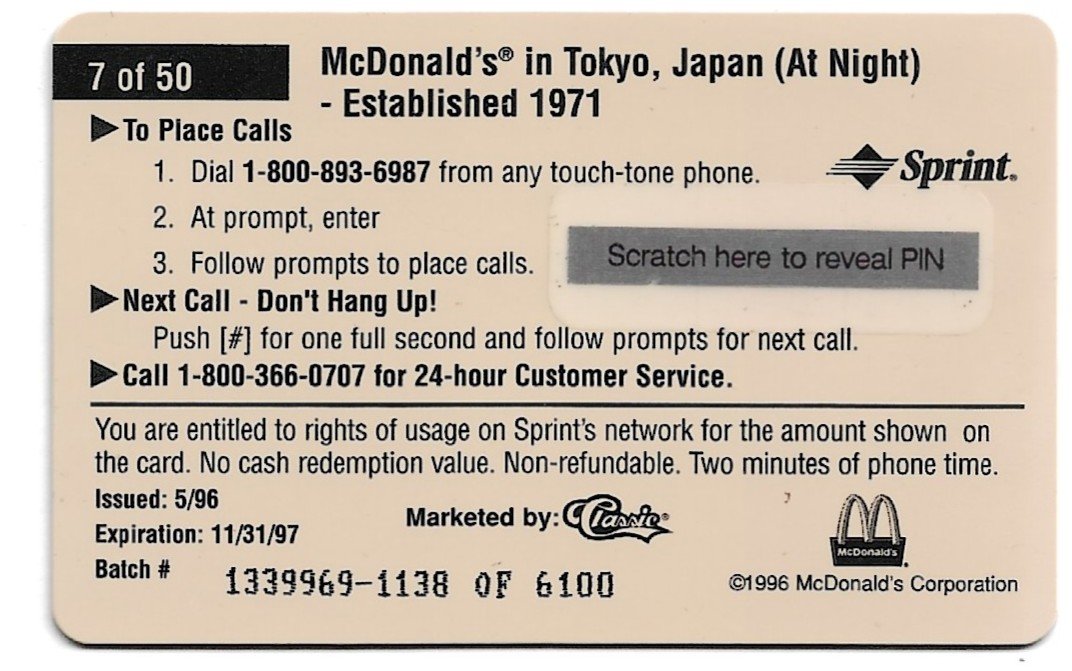 7 of 50
McDonald's® in Tokyo, Japan (At Night)
- Established 1971
▶To Place Calls
1. Dial 1-800-893-6987 from any touch-tone phone.
Sprint®
2. At prompt, enter
Scratch here to reveal PIN
3. Follow prompts to place calls.
▶Next Call - Don't Hang Up!
Push [#] for one full second and follow prompts for next call.
▶Call 1-800-366-0707 for 24-hour Customer Service.
You are entitled to rights of usage on Sprint's network for the amount shown on
the card. No cash redemption value. Non-refundable. Two minutes of phone time.
Issued: 5/96
Marketed by: Classic®
Expiration: 11/31/97
McDonald's®
Batch # 1339969-1138 OF 6100
©1996 McDonald's Corporation